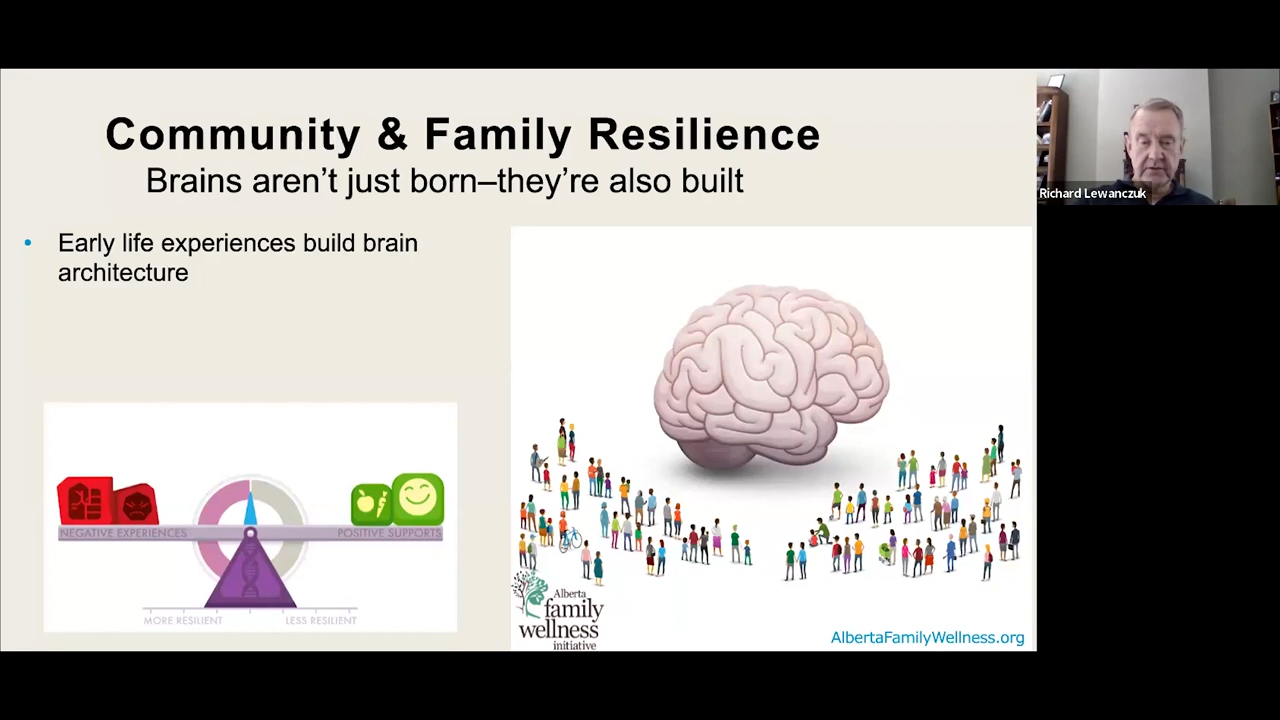 Community & Family Resilience
Brains aren't just born–they're also built
• Early life experiences build brain
architecture
NEGATIVE EXPERIENCES
POSITIVE SUPPORTS
MORE RESILIENT
LESS RESILIENT
Alberta
family
wellness
initiative
AlbertaFamilyWellness.org
Richard Lewanczuk